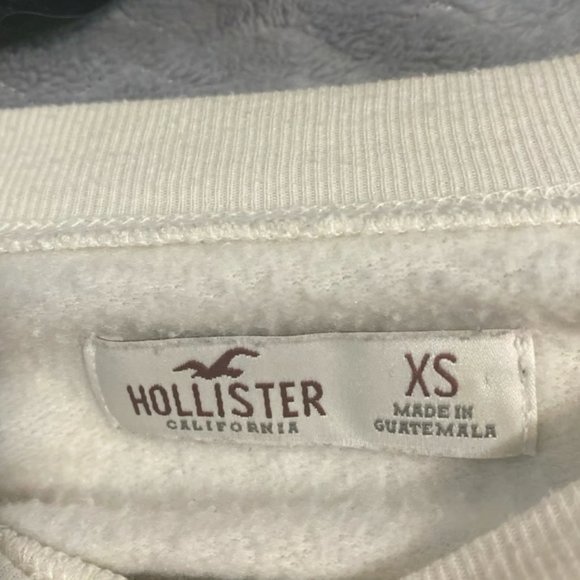 HOLLISTER
CALIFORNIA
XS
MADE IN
GUATEMALA